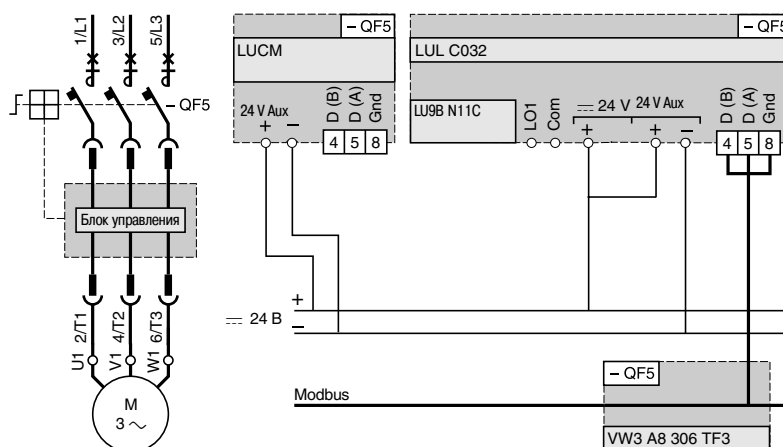 1/L1 3/L2 5/L3
– QF5
Блок управления
2/T1 4/T2 6/T3
U1 V1 W1
M
3 ~
– QF5
LUCM
24 V Aux
+ –
D (B) D (A) Gnd
4 5 8
– QF5
LUL C032
LU9B N11C
LO1 Com
24 V 24 V Aux
+ + –
D (B) D (A) Gnd
4 5 8
+
24 В
–
Modbus
– QF5
VW3 A8 306 TF3